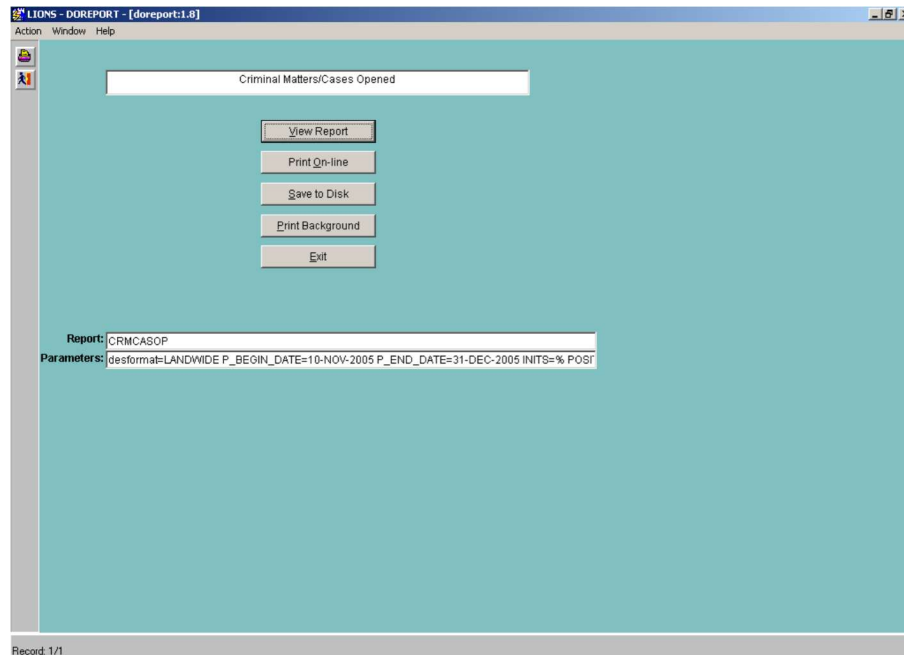 LIONS - DOREPORT - [doreport:1.8]
Action Window Help
Criminal Matters/Cases Opened
View Report
Print On-line
Save to Disk
Print Background
Exit
Report: CRMCASOP
Parameters: desformat=LANDWIDE P_BEGIN_DATE=10-NOV-2005 P_END_DATE=31-DEC-2005 INITS=%
Record: 1/1